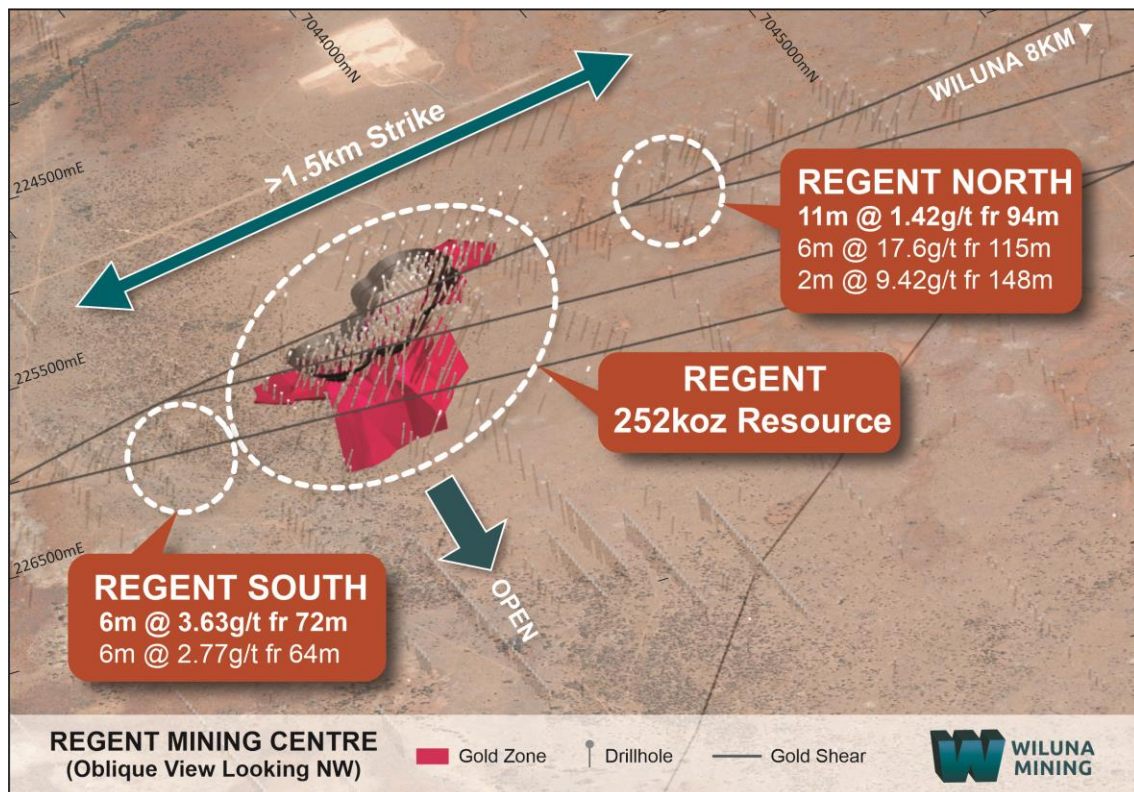 7044000mN
7045000mN
WILUNA 8KM
>1.5km Strike
224500mE
REGENT NORTH
11m @ 1.42g/t fr 94m
6m @ 17.6g/t fr 115m
2m @ 9.42g/t fr 148m
225500mE
REGENT
252koz Resource
226500mE
REGENT SOUTH
6m @ 3.63g/t fr 72m
6m @ 2.77g/t fr 64m
OPEN
REGENT MINING CENTRE
(Oblique View Looking NW)
Gold Zone
Drillhole
Gold Shear
WILUNA
MINING